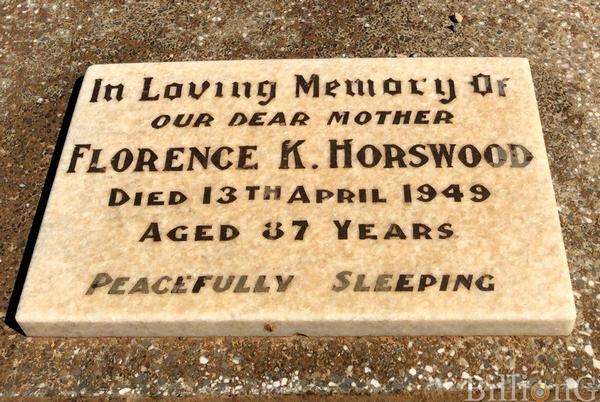 In Loving Memory Of
OUR DEAR MOTHER
FLORENCE K. HORSWOOD
DIED 13TH APRIL 1949
AGED 87 YEARS
PEACEFULLY SLEEPING
BillionG